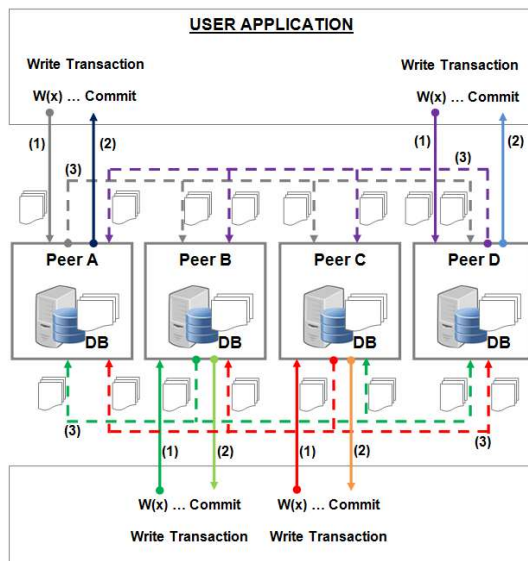 USER APPLICATION
Write Transaction
Write Transaction
W(x) … Commit
W(x) … Commit
(1)
(2)
(3)
(1)
(2)
(3)
Peer A
Peer B
Peer C
Peer D
DB
DB
DB
DB
(3)
(1)
(2)
(1)
(2)
(3)
W(x) … Commit
W(x) … Commit
Write Transaction
Write Transaction